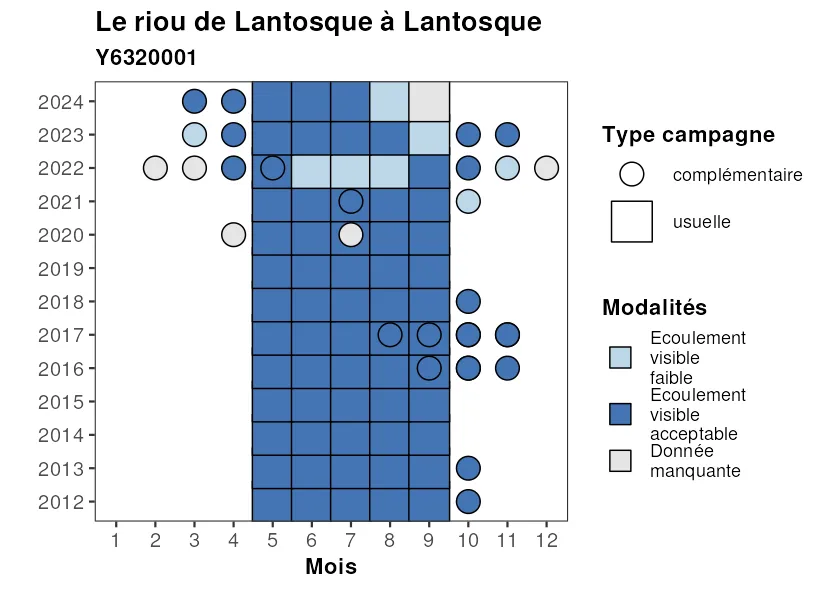 Le riou de Lantosque à Lantosque
Y6320001
2024
2023
2022
2021
2020
2019
2018
2017
2016
2015
2014
2013
2012
1 2 3 4 5 6 7 8 9 10 11 12
Mois
Type campagne
complémentaire
usuelle
Modalités
Ecoulement
visible
faible
Ecoulement
visible
acceptable
Donnée
manquante